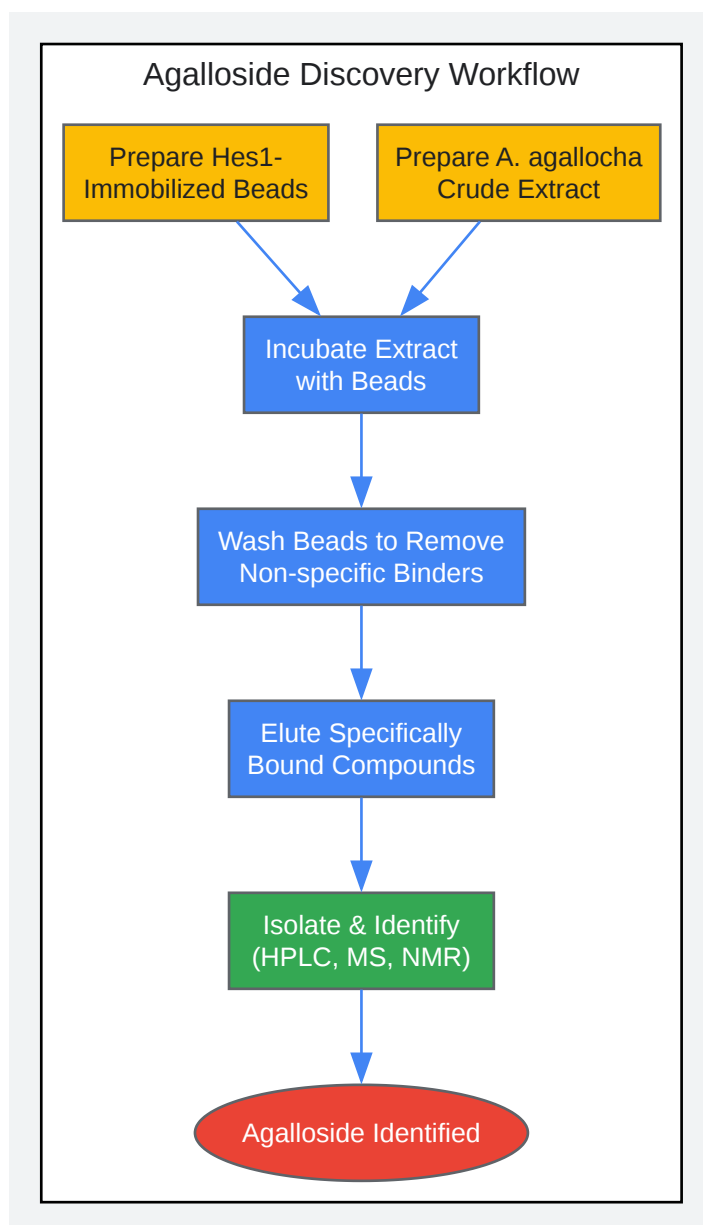 Agalloside Discovery Workflow
Prepare Hes1-
Immobilized Beads
Prepare A. agallocha
Crude Extract
Incubate Extract
with Beads
Wash Beads to Remove
Non-specific Binders
Elute Specifically
Bound Compounds
Isolate & Identify
(HPLC, MS, NMR)
Agalloside Identified